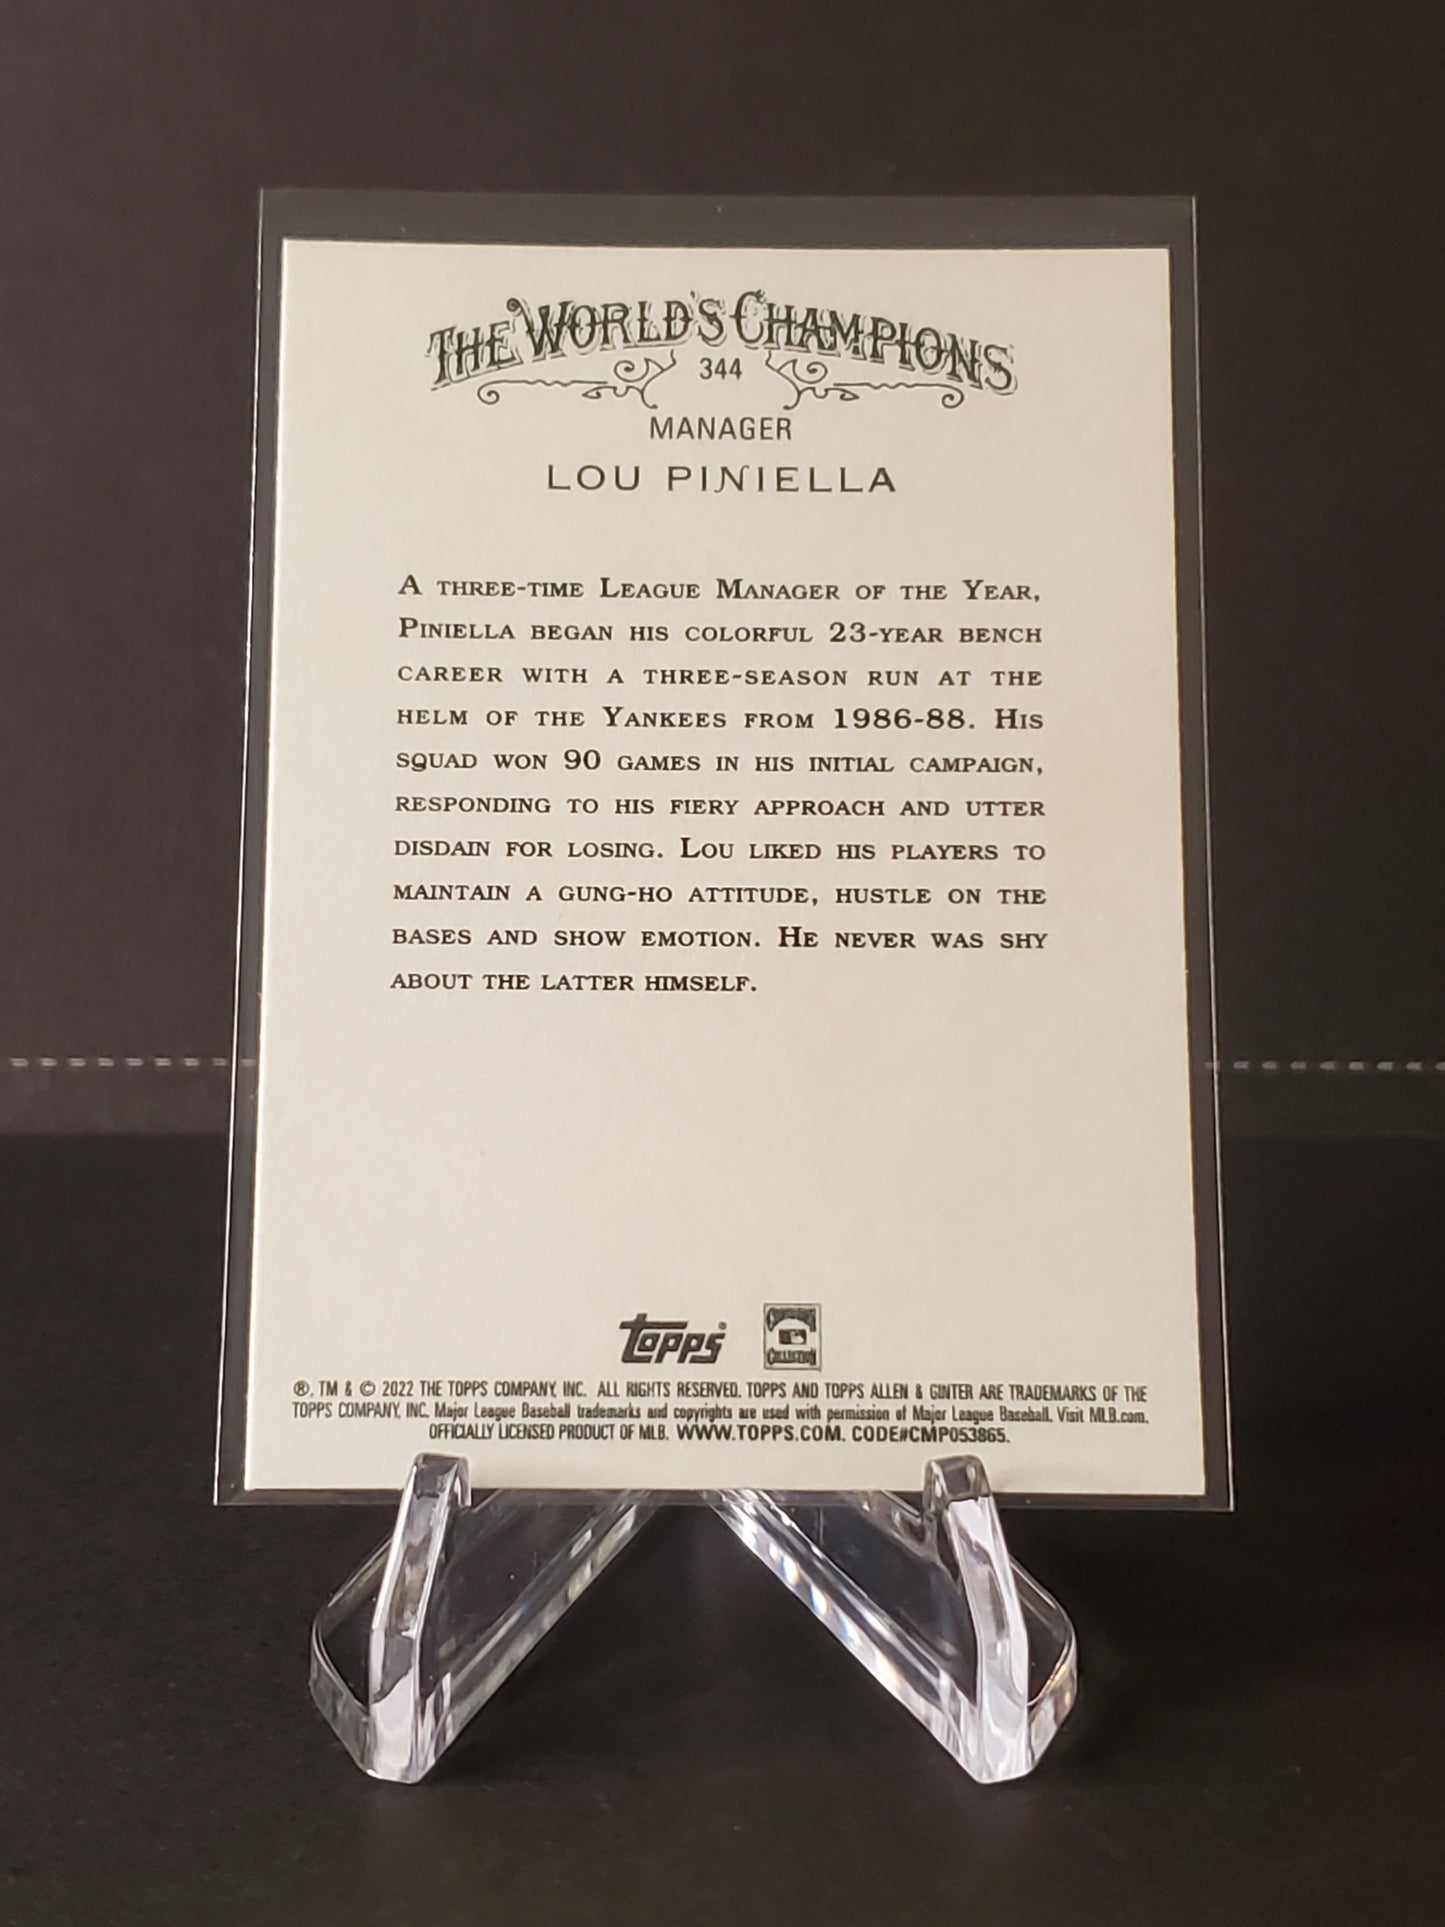 THE WORLD'S CHAMPIONS
344
MANAGER
LOU PINIELLA
A THREE-TIME LEAGUE MANAGER OF THE YEAR,
PINIELLA BEGAN HIS COLORFUL 23-YEAR BENCH
CAREER WITH A THREE-SEASON RUN AT THE
HELM OF THE YANKEES FROM 1986-88. HIS
SQUAD WON 90 GAMES IN HIS INITIAL CAMPAIGN,
RESPONDING TO HIS FIERY APPROACH AND UTTER
DISDAIN FOR LOSING. LOU LIKED HIS PLAYERS TO
MAINTAIN A GUNG-HO ATTITUDE, HUSTLE ON THE
BASES AND SHOW EMOTION. HE NEVER WAS SHY
ABOUT THE LATTER HIMSELF.
topps®
COOPERSTOWN
COLLECTION
®, TM & © 2022 THE TOPPS COMPANY, INC. ALL RIGHTS RESERVED. TOPPS AND TOPPS ALLEN & GINTER ARE TRADEMARKS OF THE
TOPPS COMPANY, INC. Major League Baseball trademarks and copyrights are used with permission of Major League Baseball. Visit MLB.com.
OFFICIALLY LICENSED PRODUCT OF MLB. WWW.TOPPS.COM. CODE#CMP053865.